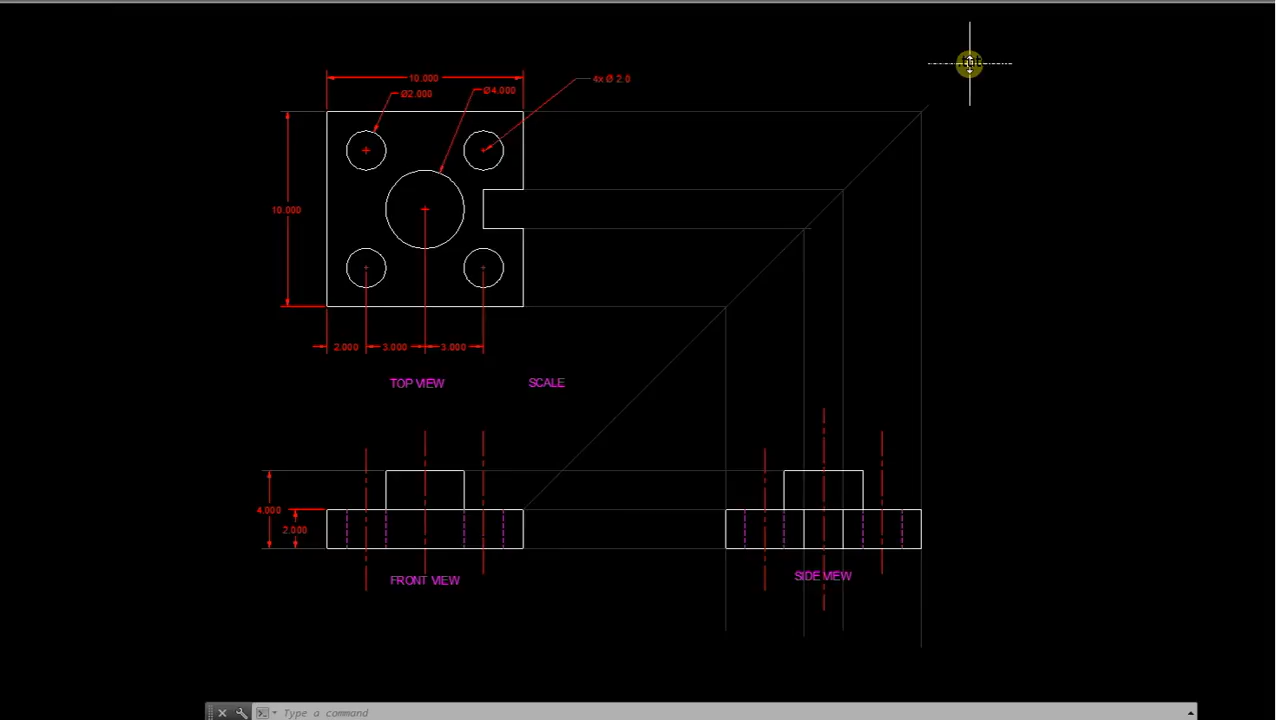 10.000
4x Ø 2.0
Ø2.000
Ø4.000
10.000
2.000
3.000
3.000
TOP VIEW
SCALE
4.000
2.000
FRONT VIEW
SIDE VIEW
Type a command